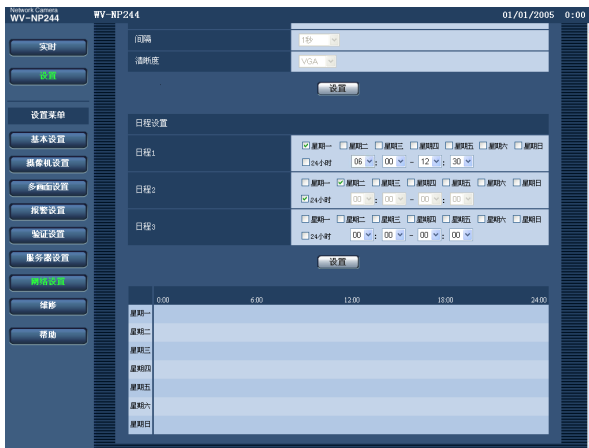 Network Camera
WV-NP244
WV-NP244 01/01/2005 0:00
实时
设置
设置菜单
基本设置
摄像机设置
多画面设置
报警设置
验证设置
服务器设置
网络设置
维修
帮助
间隔 1秒
清晰度 VGA
设置
日程设置
日程1 星期一 星期二 星期三 星期四 星期五 星期六 星期日
24小时 06 : 00 - 12 : 30
日程2 星期一 星期二 星期三 星期四 星期五 星期六 星期日
24小时 00 : 00 - 00 : 00
日程3 星期一 星期二 星期三 星期四 星期五 星期六 星期日
24小时 00 : 00 - 00 : 00
设置
0:00 6:00 12:00 18:00 24:00
星期一
星期二
星期三
星期四
星期五
星期六
星期日